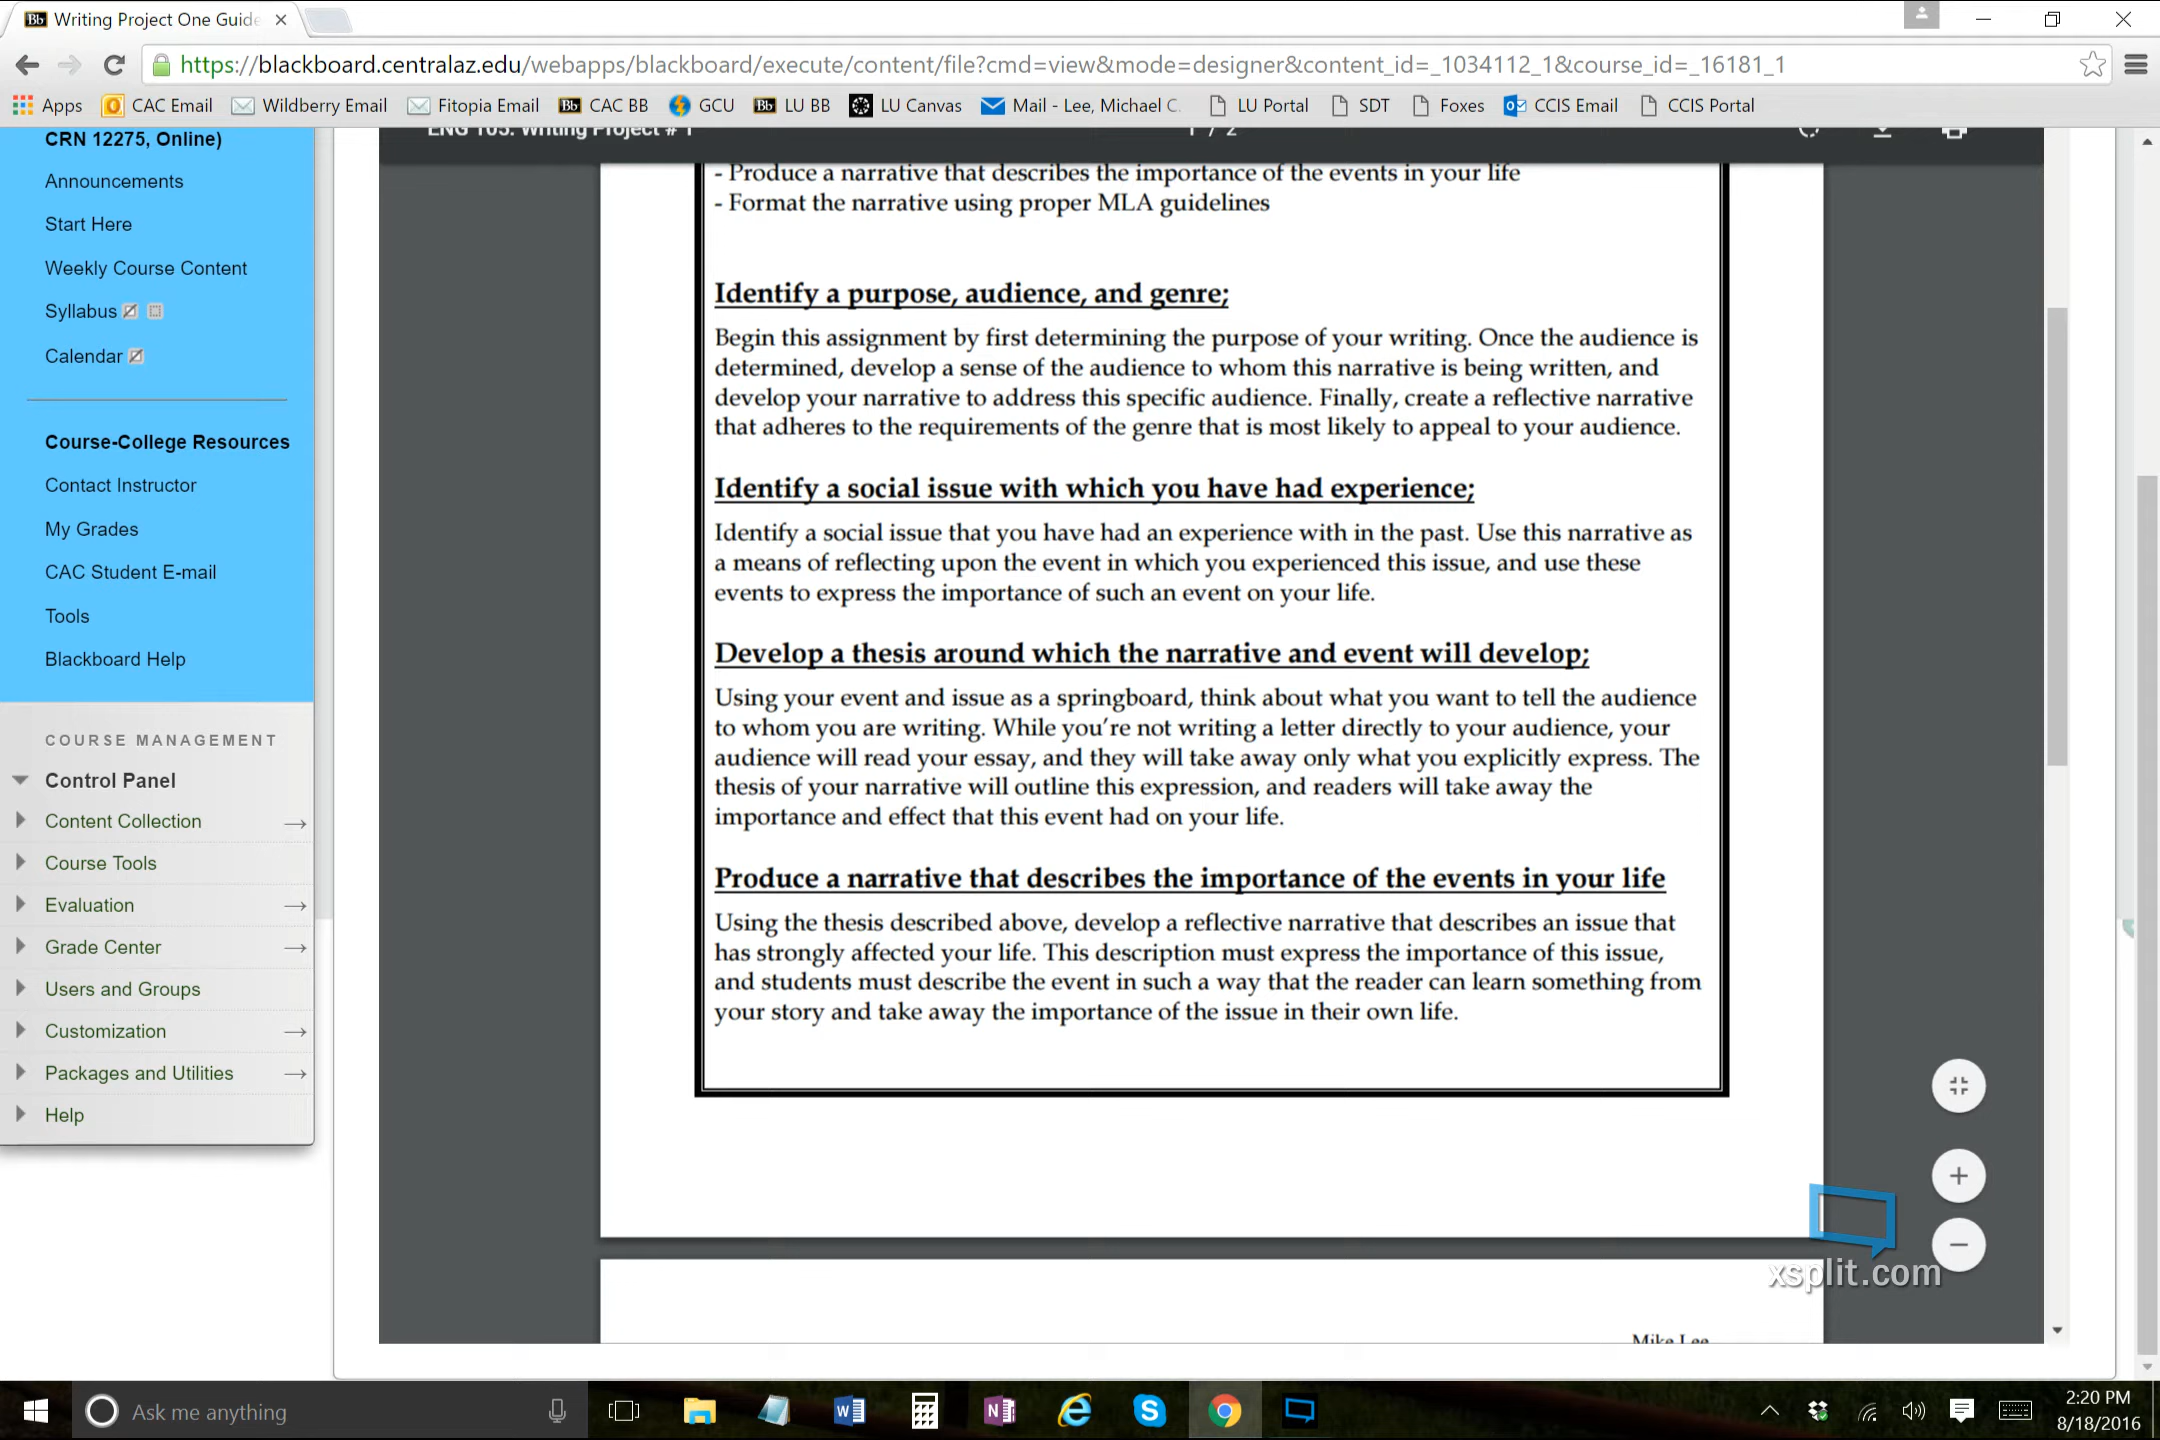 Writing Project One Guide
https://blackboard.centralaz.edu/webapps/blackboard/execute/content/file?cmd=view&mode=designer&content_id=_1034112_1&course_id=_16181_1
Apps CAC Email Wildberry Email Fitopia Email CAC BB GCU LU BB LU Canvas Mail - Lee, Michael C. LU Portal SDT Foxes CCIS Email CCIS Portal
CRN 12275, Online)
Announcements
Start Here
Weekly Course Content
Syllabus
Calendar
Course-College Resources
Contact Instructor
My Grades
CAC Student E-mail
Tools
Blackboard Help
COURSE MANAGEMENT
Control Panel
Content Collection
Course Tools
Evaluation
Grade Center
Users and Groups
Customization
Packages and Utilities
Help
ENG 103: Writing Project # 1 1 / 2
- Produce a narrative that describes the importance of the events in your life
- Format the narrative using proper MLA guidelines
Identify a purpose, audience, and genre;
Begin this assignment by first determining the purpose of your writing. Once the audience is
determined, develop a sense of the audience to whom this narrative is being written, and
develop your narrative to address this specific audience. Finally, create a reflective narrative
that adheres to the requirements of the genre that is most likely to appeal to your audience.
Identify a social issue with which you have had experience;
Identify a social issue that you have had an experience with in the past. Use this narrative as
a means of reflecting upon the event in which you experienced this issue, and use these
events to express the importance of such an event on your life.
Develop a thesis around which the narrative and event will develop;
Using your event and issue as a springboard, think about what you want to tell the audience
to whom you are writing. While you're not writing a letter directly to your audience, your
audience will read your essay, and they will take away only what you explicitly express. The
thesis of your narrative will outline this expression, and readers will take away the
importance and effect that this event had on your life.
Produce a narrative that describes the importance of the events in your life
Using the thesis described above, develop a reflective narrative that describes an issue that
has strongly affected your life. This description must express the importance of this issue,
and students must describe the event in such a way that the reader can learn something from
your story and take away the importance of the issue in their own life.
xsplit.com
Mike Lee
Ask me anything
2:20 PM
8/18/2016